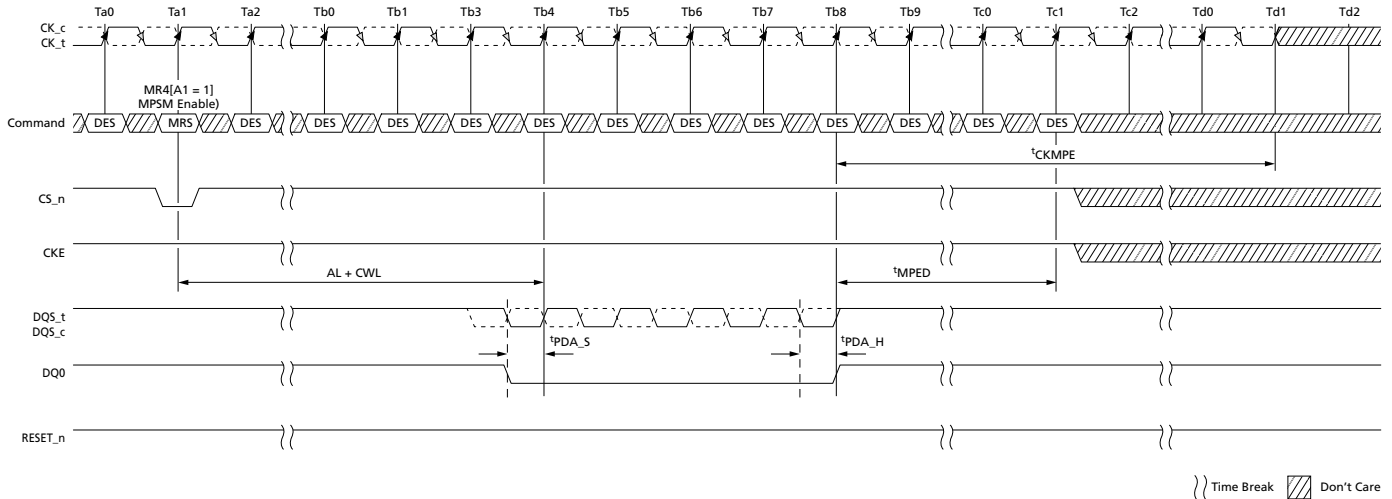 Ta0 Ta1 Ta2 Tb0 Tb1 Tb3 Tb4 Tb5 Tb6 Tb7 Tb8 Tb9 Tc0 Tc1 Tc2 Td0 Td1 Td2
CK_c
CK_t
MR4[A1 = 1]
MPSM Enable)
Command DES MRS DES DES DES DES DES DES DES DES DES DES DES DES
tCKMPE
CS_n
CKE
AL + CWL tMPED
DQS_t
DQS_c
tPDA_S tPDA_H
DQ0
RESET_n
Time Break Don't Care